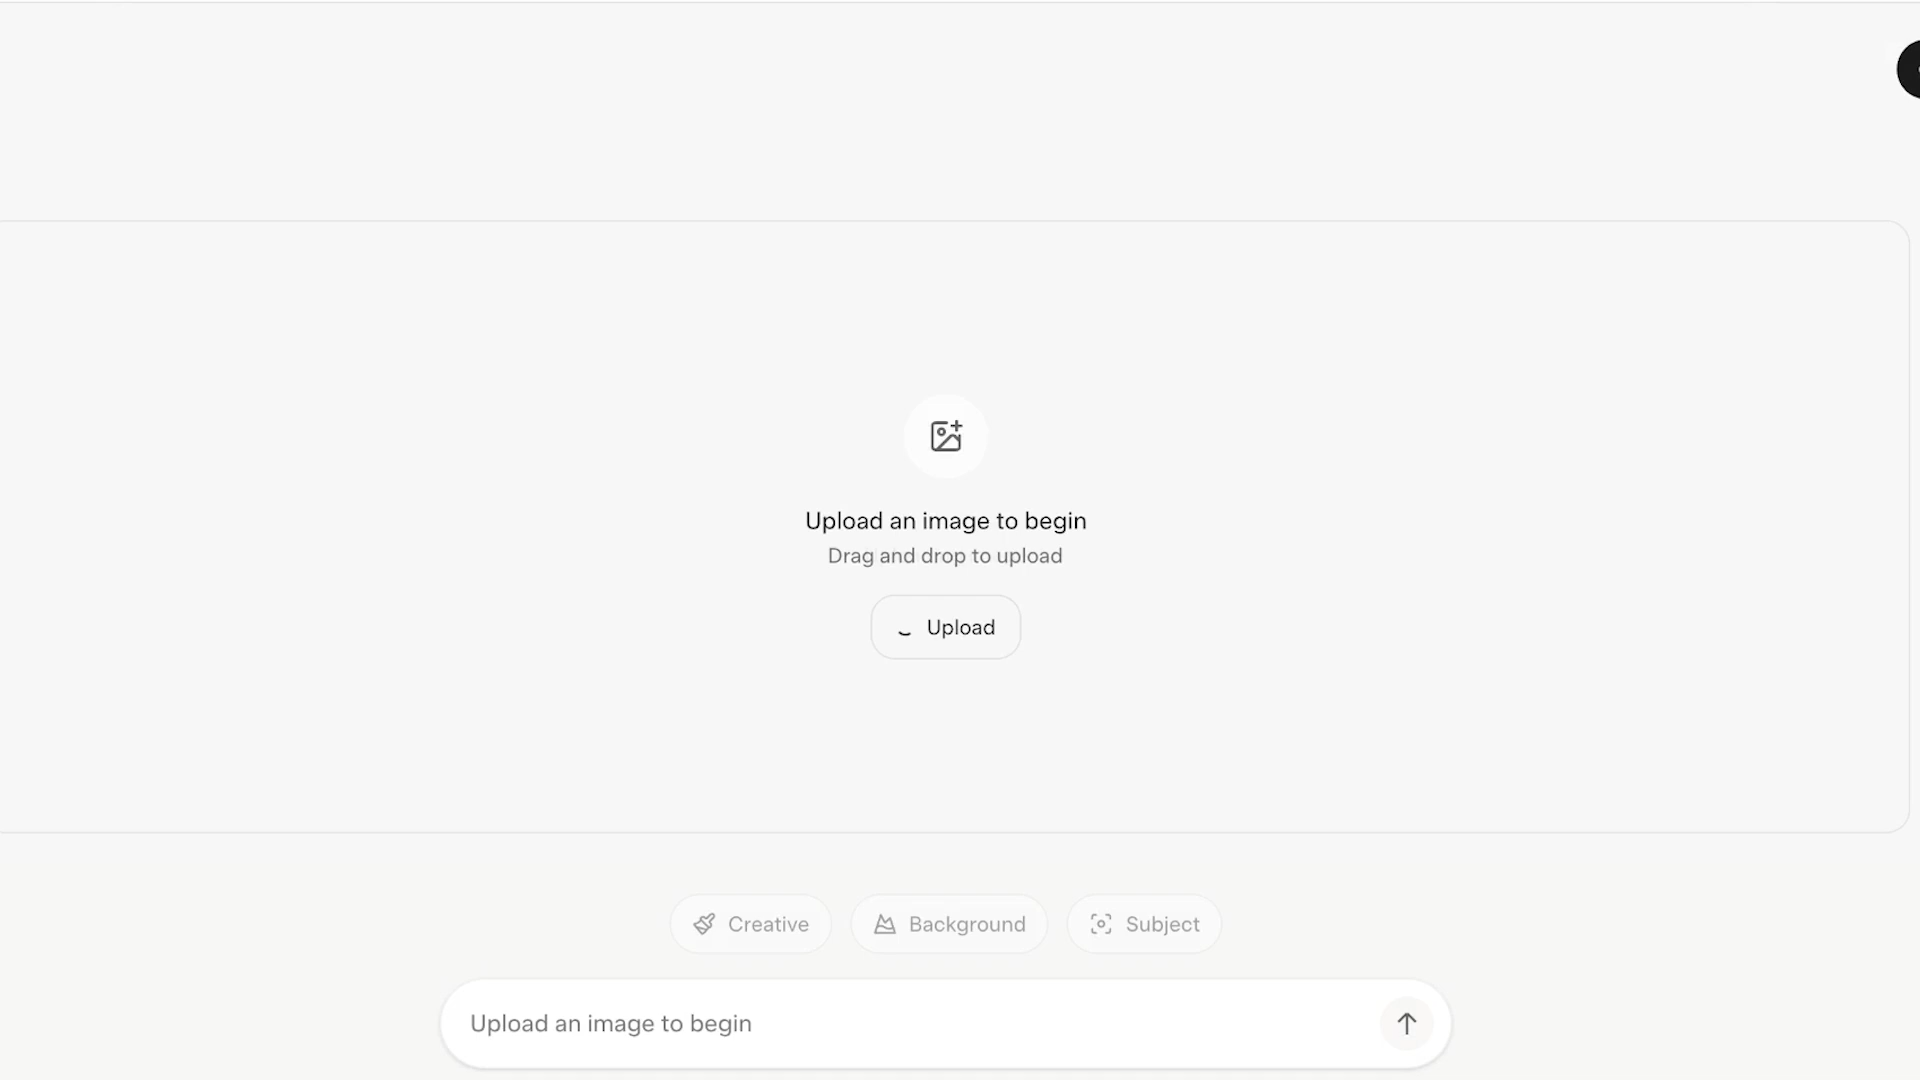 Upload an image to begin
Drag and drop to upload
Upload
Creative
Background
Subject
Upload an image to begin